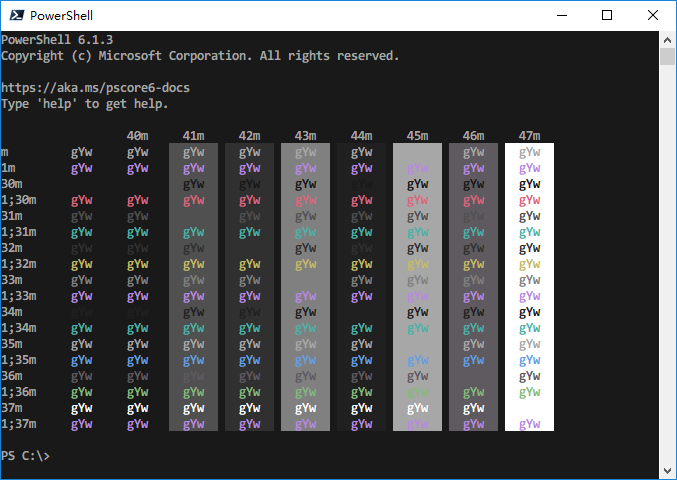 PowerShell
PowerShell 6.1.3
Copyright (c) Microsoft Corporation. All rights reserved.
https://aka.ms/pscore6-docs
Type 'help' to get help.
40m 41m 42m 43m 44m 45m 46m 47m
m gYw gYw gYw gYw gYw gYw gYw gYw
1m gYw gYw gYw gYw gYw gYw gYw gYw gYw
30m gYw gYw gYw gYw gYw gYw gYw
1;30m gYw gYw gYw gYw gYw gYw gYw gYw gYw
31m gYw gYw gYw gYw gYw gYw gYw gYw
1;31m gYw gYw gYw gYw gYw gYw gYw gYw gYw
32m gYw gYw gYw gYw gYw gYw gYw gYw
1;32m gYw gYw gYw gYw gYw gYw gYw gYw gYw
33m gYw gYw gYw gYw gYw gYw gYw gYw
1;33m gYw gYw gYw gYw gYw gYw gYw gYw gYw
34m gYw gYw gYw gYw gYw gYw gYw gYw
1;34m gYw gYw gYw gYw gYw gYw gYw gYw gYw
35m gYw gYw gYw gYw gYw gYw gYw gYw
1;35m gYw gYw gYw gYw gYw gYw gYw gYw gYw
36m gYw gYw gYw gYw gYw gYw gYw gYw
1;36m gYw gYw gYw gYw gYw gYw gYw gYw gYw
37m gYw gYw gYw gYw gYw gYw gYw gYw
1;37m gYw gYw gYw gYw gYw gYw gYw gYw gYw
PS C:\>